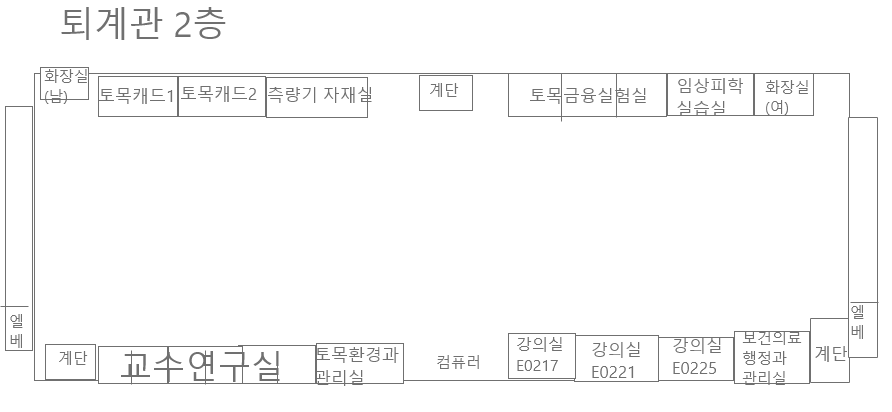 퇴계관 2층
화장실
(남)
토목캐드1
토목캐드2
측량기 자재실
계단
토목금융실험실
임상피학
실습실
화장실
(여)
엘
베
계단
교수연구실
토목환경과
관리실
컴퓨러
강의실
E0217
강의실
E0221
강의실
E0225
보건의료
행정과
관리실
계단
엘
베